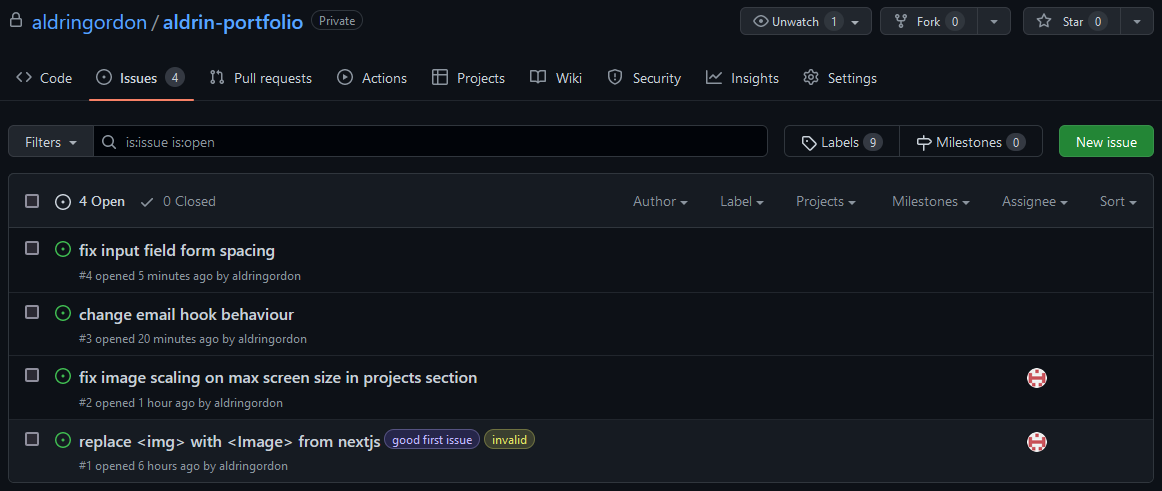 aldringordon / aldrin-portfolio Private Unwatch 1 Fork 0 Star 0
Code Issues 4 Pull requests Actions Projects Wiki Security Insights Settings
Filters is:issue is:open Labels 9 Milestones 0 New issue
4 Open 0 Closed Author Label Projects Milestones Assignee Sort
fix input field form spacing
#4 opened 5 minutes ago by aldringordon
change email hook behaviour
#3 opened 20 minutes ago by aldringordon
fix image scaling on max screen size in projects section
#2 opened 1 hour ago by aldringordon
replace <img> with <Image> from nextjs good first issue invalid
#1 opened 6 hours ago by aldringordon